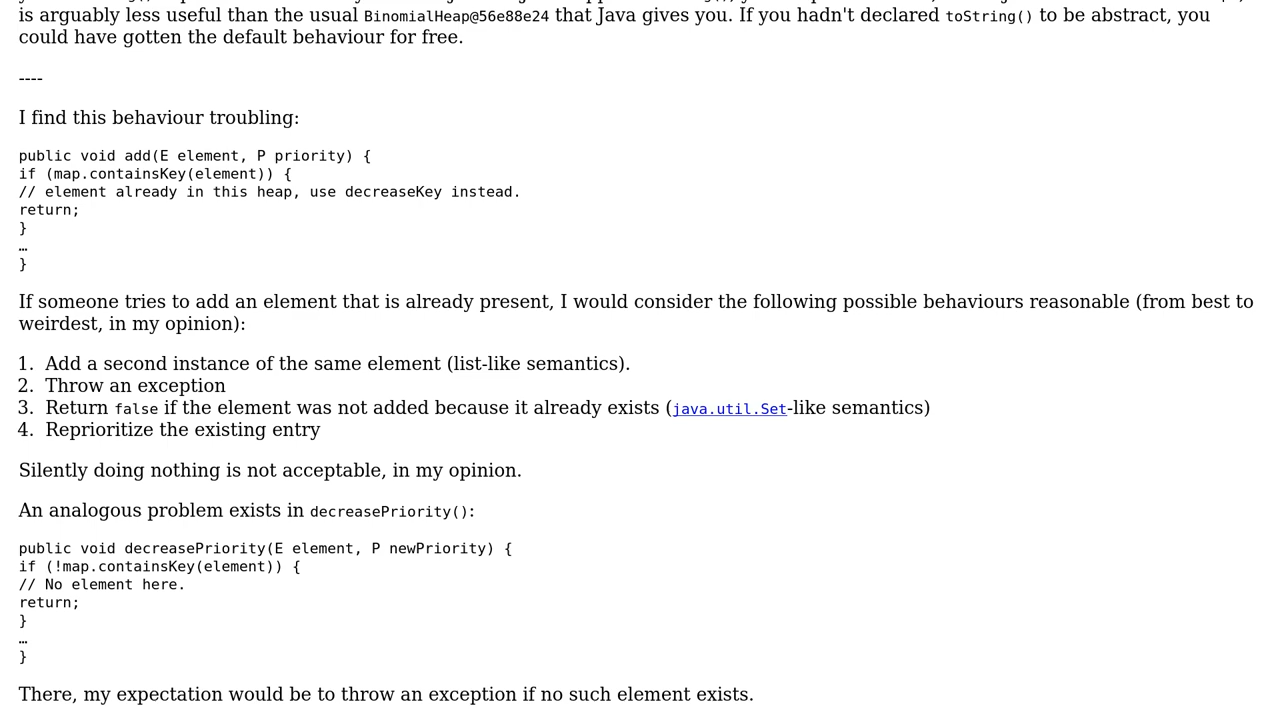 is arguably less useful than the usual BinomialHeap@56e88e24 that Java gives you. If you hadn't declared toString() to be abstract, you
could have gotten the default behaviour for free.
----
I find this behaviour troubling:
public void add(E element, P priority) {
if (map.containsKey(element)) {
// element already in this heap, use decreaseKey instead.
return;
}
…
}
If someone tries to add an element that is already present, I would consider the following possible behaviours reasonable (from best to
weirdest, in my opinion):
1. Add a second instance of the same element (list-like semantics).
2. Throw an exception
3. Return false if the element was not added because it already exists (java.util.Set-like semantics)
4. Reprioritize the existing entry
Silently doing nothing is not acceptable, in my opinion.
An analogous problem exists in decreasePriority():
public void decreasePriority(E element, P newPriority) {
if (!map.containsKey(element)) {
// No element here.
return;
}
…
}
There, my expectation would be to throw an exception if no such element exists.